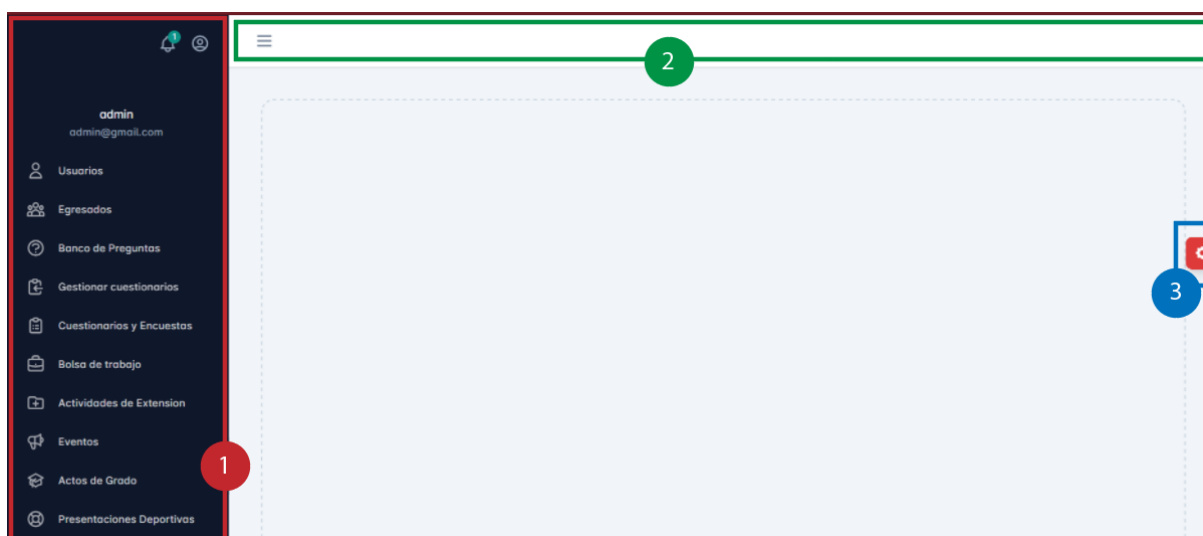 1
2
admin
admin@gmail.com
Usuarios
Egresados
Banco de Preguntas
Gestionar cuestionarios
3
Cuestionarios y Encuestas
Bolsa de trabajo
Actividades de Extension
Eventos
1
Actos de Grado
Presentaciones Deportivas